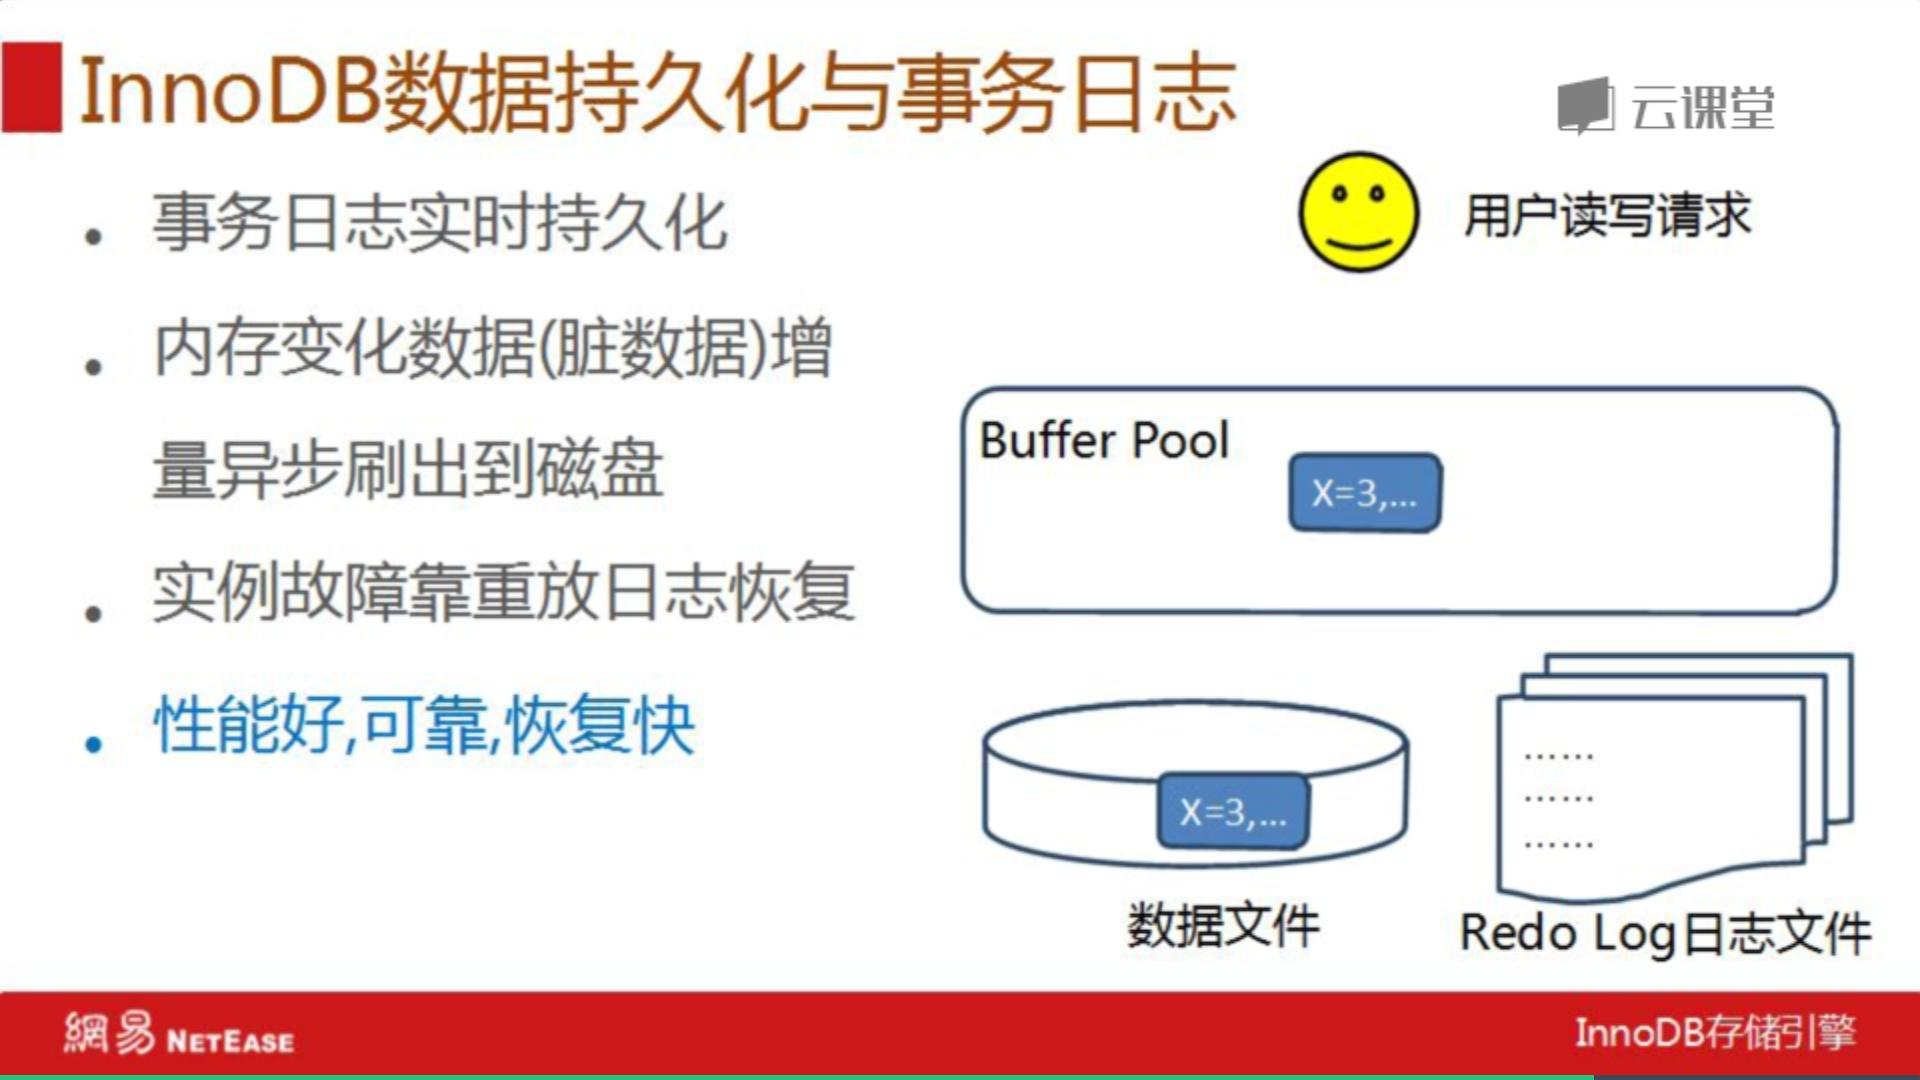 InnoDB数据持久化与事务日志
云课堂
事务日志实时持久化
内存变化数据(脏数据)增
量异步刷出到磁盘
实例故障靠重放日志恢复
性能好,可靠,恢复快
用户读写请求
Buffer Pool
X=3,...
X=3,...
数据文件
……
……
……
Redo Log日志文件
網易 NETEASE
InnoDB存储引擎